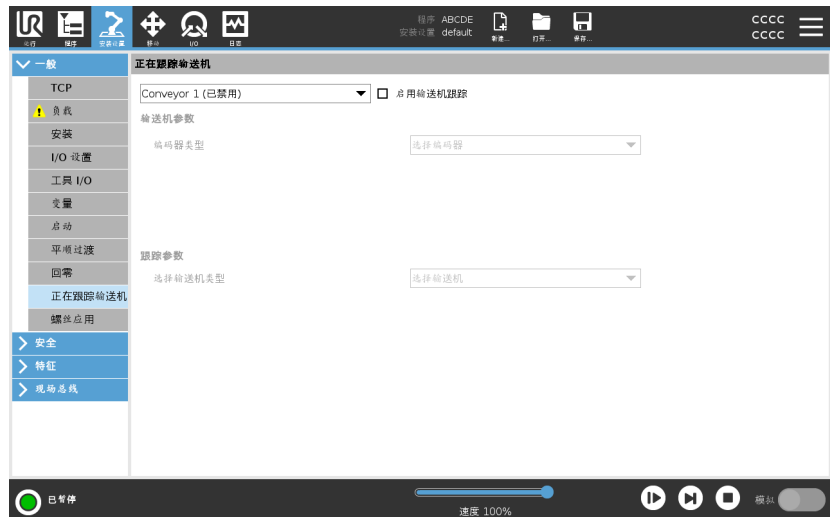 程序 ABCDE
安装设置 default
cccc
cccc
运行 程序 安装设置 移动 I/O 日志 新建... 打开... 保存...
一般
正在跟踪输送机
TCP
Conveyor 1 (已禁用)
启用输送机跟踪
负载
输送机参数
安装
编码器类型
选择编码器
I/O 设置
工具 I/O
变量
启动
平顺过渡
跟踪参数
回零
选择输送机类型
选择输送机
正在跟踪输送机
螺丝应用
安全
特征
现场总线
已暂停
速度 100%
模拟